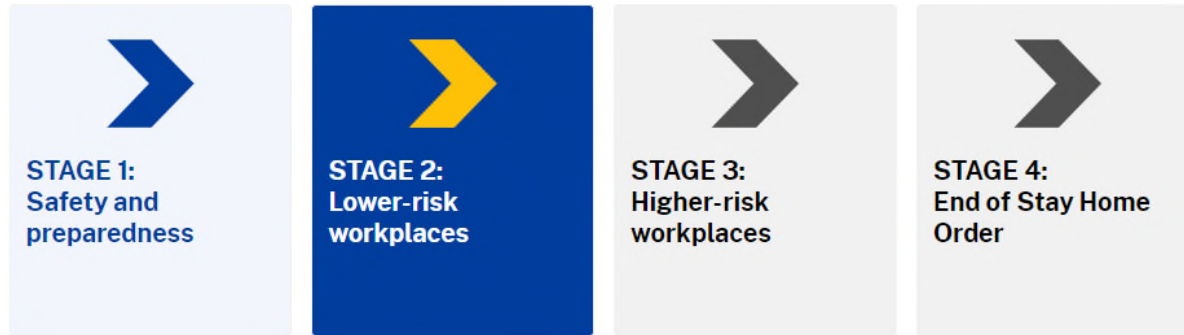 STAGE 1:
Safety and
preparedness
STAGE 2:
Lower-risk
workplaces
STAGE 3:
Higher-risk
workplaces
STAGE 4:
End of Stay Home
Order